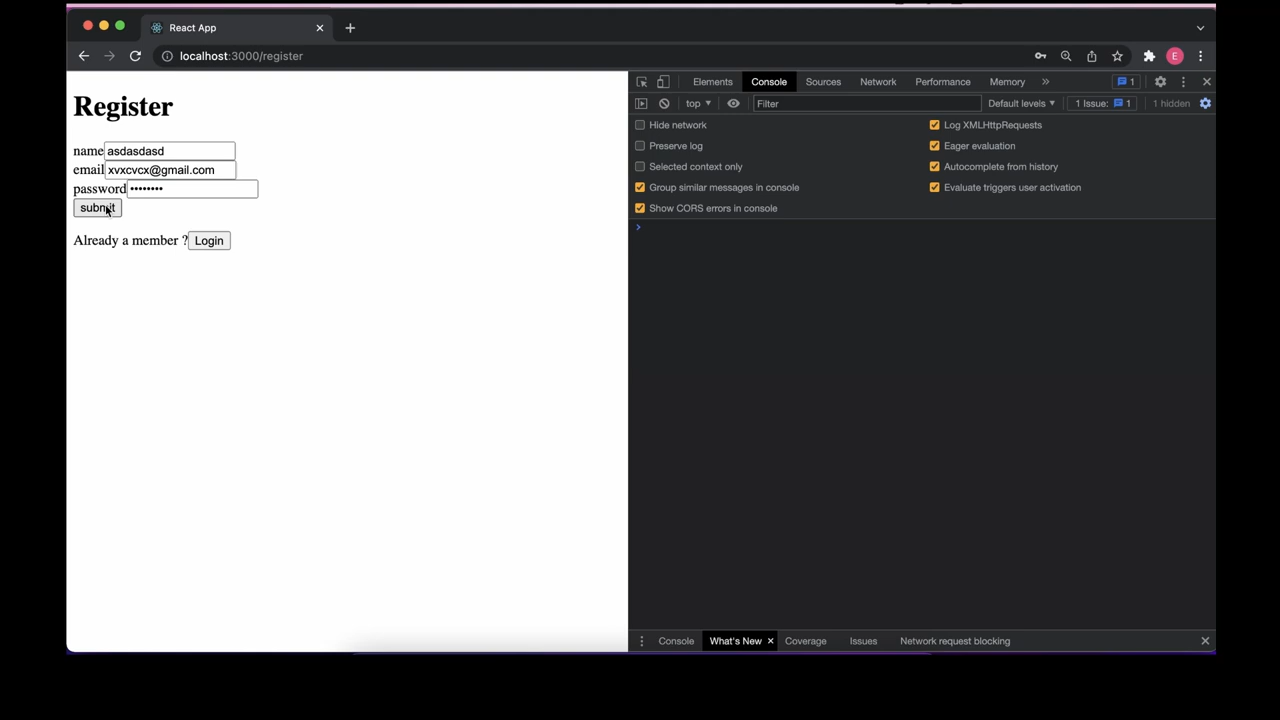 React App
localhost:3000/register
E
Register
name asdasdasd
email xvxcvcx@gmail.com
password ••••••••
submit
Already a member ? Login
Elements Console Sources Network Performance Memory » 1
top ▼ Filter Default levels ▼ 1 Issue: 1 1 hidden
Hide network Log XMLHttpRequests
Preserve log Eager evaluation
Selected context only Autocomplete from history
Group similar messages in console Evaluate triggers user activation
Show CORS errors in console
Console What's New × Coverage Issues Network request blocking